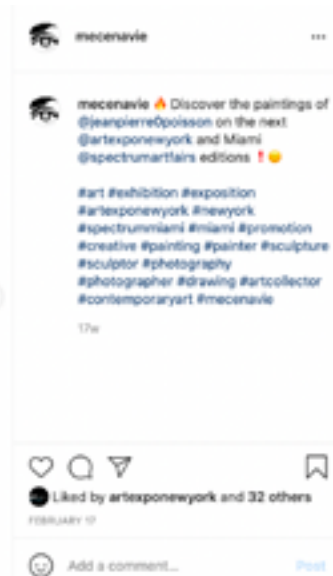 mecenavie
mecenavie 🔥 Discover the paintings of
@jeanpierre0poisson on the next
@artexponewyork and Miami
@spectrumartfairs editions ❗😊
#art #exhibition #exposition
#artexponewyork #newyork
#spectrummiami #miami #promotion
#creative #painting #painter #sculpture
#sculptor #photography
#photographer #drawing #artcollector
#contemporaryart #mecenavie
17w
Liked by artexponewyork and 32 others
FEBRUARY 17
Add a comment... Post